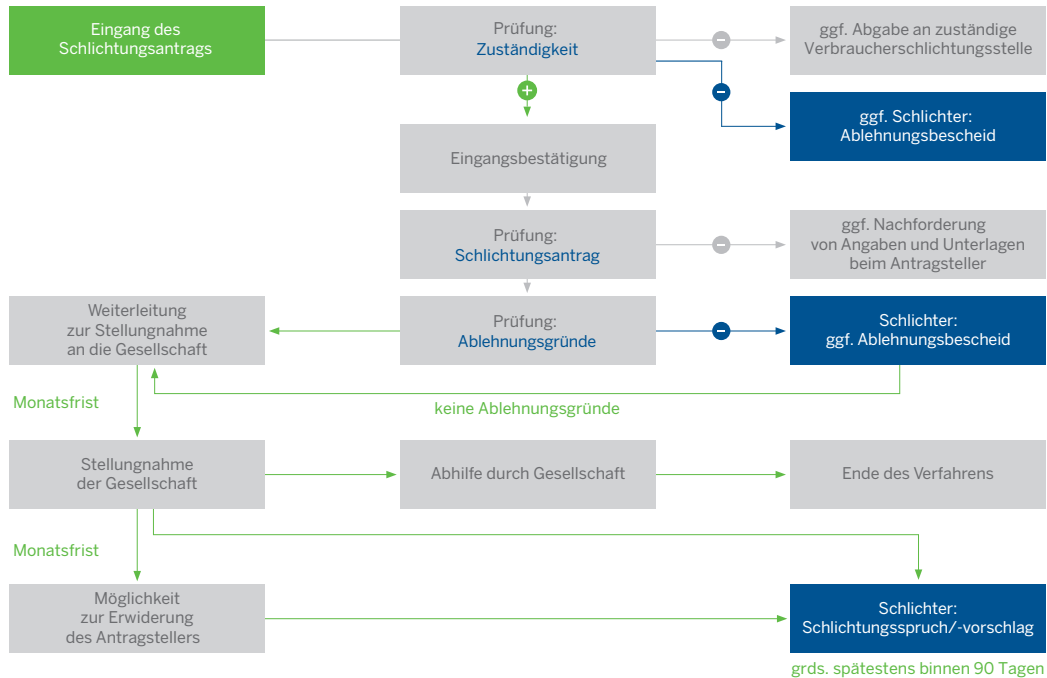 Eingang des
Schlichtungsantrags
Prüfung:
Zuständigkeit
ggf. Abgabe an zuständige
Verbraucherschlichtungsstelle
ggf. Schlichter:
Ablehnungsbescheid
Eingangsbestätigung
Prüfung:
Schlichtungsantrag
ggf. Nachforderung
von Angaben und Unterlagen
beim Antragsteller
Weiterleitung
zur Stellungnahme
an die Gesellschaft
Prüfung:
Ablehnungsgründe
Schlichter:
ggf. Ablehnungsbescheid
Monatsfrist
keine Ablehnungsgründe
Stellungnahme
der Gesellschaft
Abhilfe durch Gesellschaft
Ende des Verfahrens
Monatsfrist
Möglichkeit
zur Erwiderung
des Antragstellers
Schlichter:
Schlichtungsspruch/-vorschlag
grds. spätestens binnen 90 Tagen